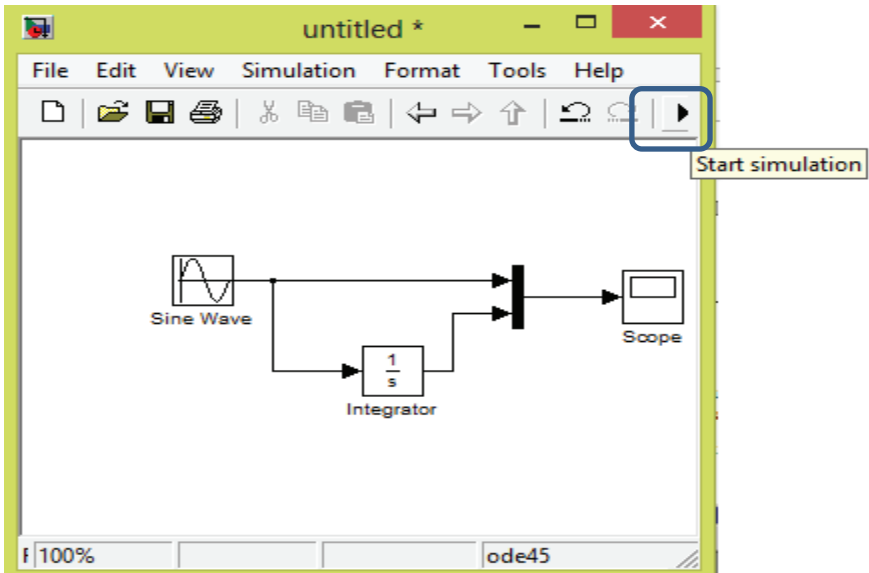 untitled *
File Edit View Simulation Format Tools Help
Start simulation
Sine Wave
Scope
1
s
Integrator
100% ode45